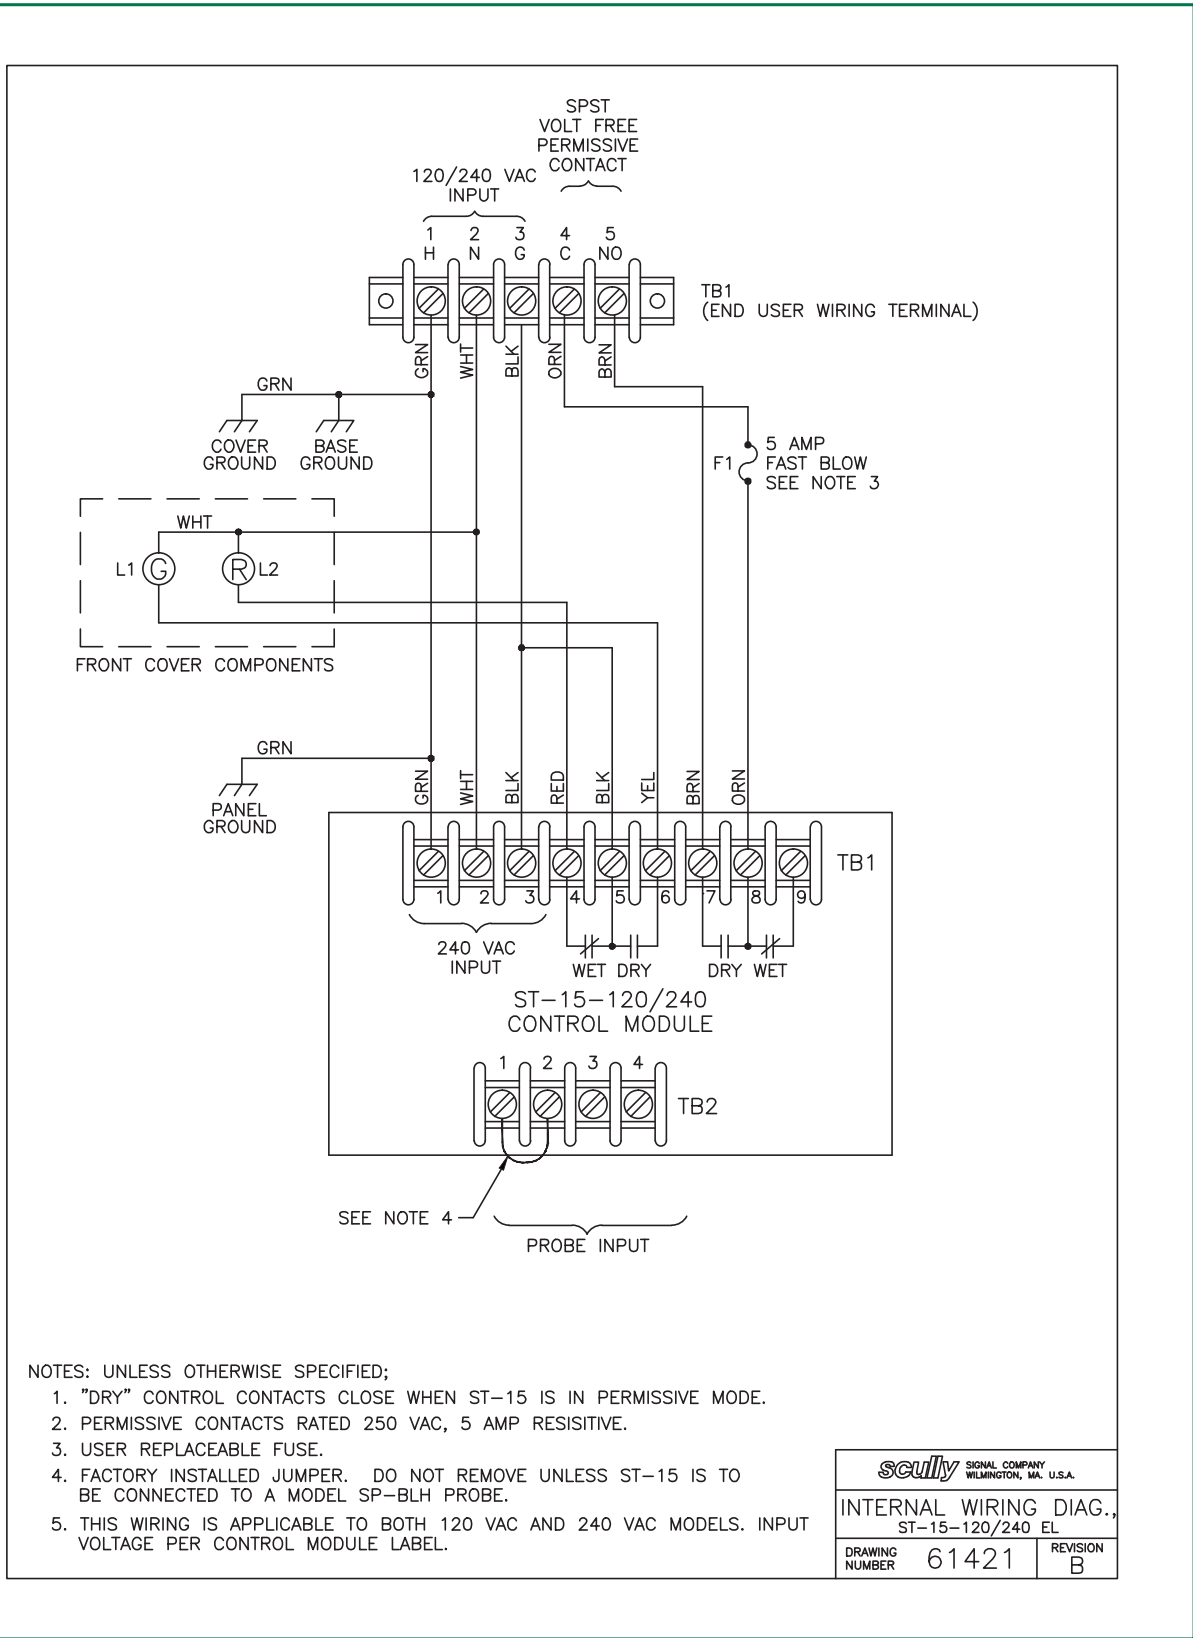 SPST
VOLT FREE
PERMISSIVE
CONTACT
120/240 VAC
INPUT
1 2 3 4 5
H N G C NO
TB1
(END USER WIRING TERMINAL)
GRN WHT BLK ORN BRN
GRN
COVER
GROUND
BASE
GROUND
F1
5 AMP
FAST BLOW
SEE NOTE 3
WHT
L1 G R L2
FRONT COVER COMPONENTS
GRN
PANEL
GROUND
GRN WHT BLK RED BLK YEL BRN ORN
TB1
1 2 3 4 5 6 7 8 9
240 VAC
INPUT
WET DRY DRY WET
ST-15-120/240
CONTROL MODULE
1 2 3 4
TB2
SEE NOTE 4
PROBE INPUT
NOTES: UNLESS OTHERWISE SPECIFIED;
1. "DRY" CONTROL CONTACTS CLOSE WHEN ST-15 IS IN PERMISSIVE MODE.
2. PERMISSIVE CONTACTS RATED 250 VAC, 5 AMP RESISITIVE.
3. USER REPLACEABLE FUSE.
4. FACTORY INSTALLED JUMPER. DO NOT REMOVE UNLESS ST-15 IS TO
BE CONNECTED TO A MODEL SP-BLH PROBE.
5. THIS WIRING IS APPLICABLE TO BOTH 120 VAC AND 240 VAC MODELS. INPUT
VOLTAGE PER CONTROL MODULE LABEL.
scully SIGNAL COMPANY
WILMINGTON, MA. U.S.A.
INTERNAL WIRING DIAG.,
ST-15-120/240 EL
DRAWING
NUMBER
61421
REVISION
B